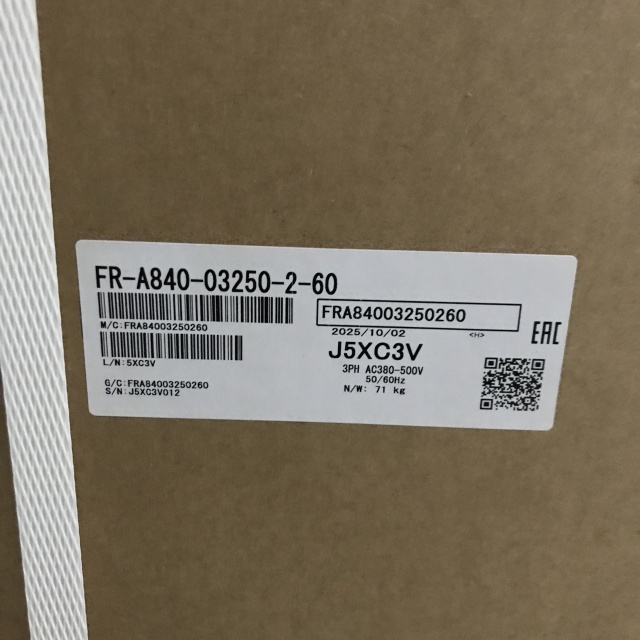 FR-A840-03250-2-60
M/C:FRA84003250260
L/N:5XC3V
G/C:FRA84003250260
S/N:J5XC3V012
FRA84003250260
2025/10/02 <H>
J5XC3V
3PH AC380-500V
50/60Hz
N/W: 71 kg
EAC